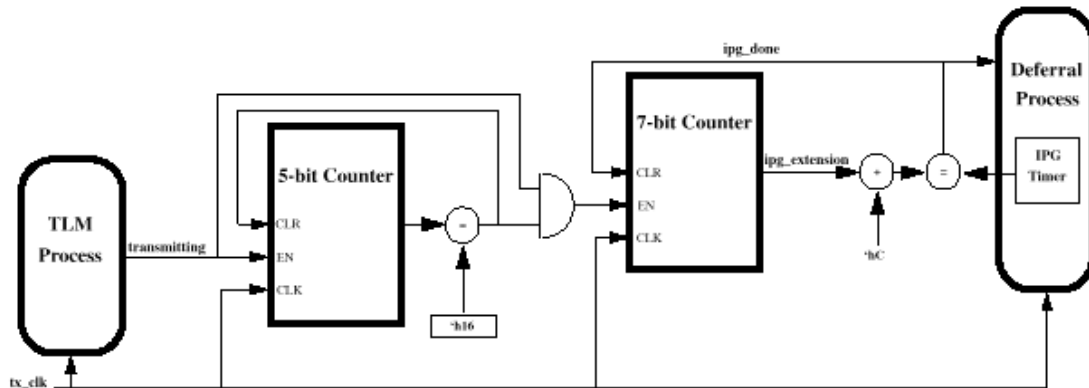 ipg_done
Deferral
Process
7-bit Counter
IPG
Timer
ipg_extension
+
=
CLR
EN
CLK
'hC
5-bit Counter
=
CLR
EN
CLK
'h16
TLM
Process
transmitting
tx_clk